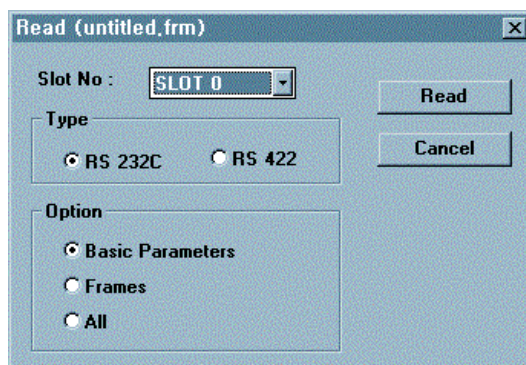 Read (untitled.frm)
Slot No : SLOT 0
Read
Type
RS 232C RS 422
Cancel
Option
Basic Parameters
Frames
All